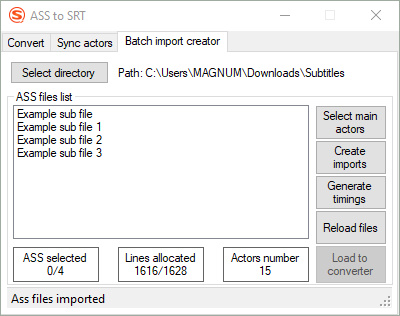 ASS to SRT
Convert
Sync actors
Batch import creator
Select directory
Path: C:\Users\MAGNUM\Downloads\Subtitles
ASS files list
Example sub file
Example sub file 1
Example sub file 2
Example sub file 3
Select main
actors
Create
imports
Generate
timings
Reload files
Load to
converter
ASS selected
0/4
Lines allocated
1616/1628
Actors number
15
Ass files imported